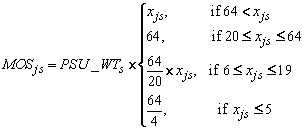 MOS_js = PSU_WT_s × { x_js, if 64 < x_js
64, if 20 ≤ x_js ≤ 64
64/20 × x_js, if 6 ≤ x_js ≤ 19
64/4, if x_js ≤ 5